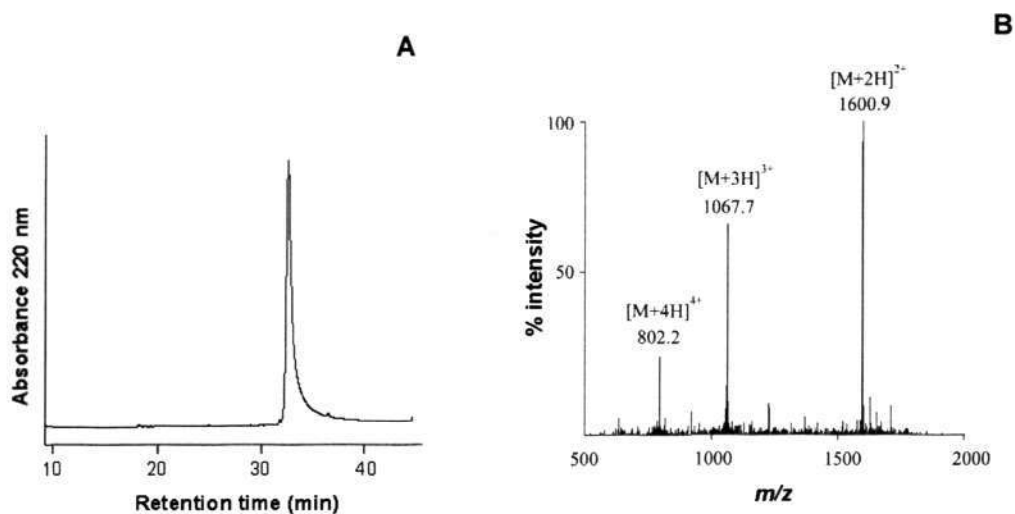 A
Absorbance 220 nm
10 20 30 40
Retention time (min)
B
[M+2H]²⁺
1600.9
100
[M+3H]³⁺
1067.7
% intensity
50
[M+4H]⁴⁺
802.2
500 1000 1500 2000
m/z